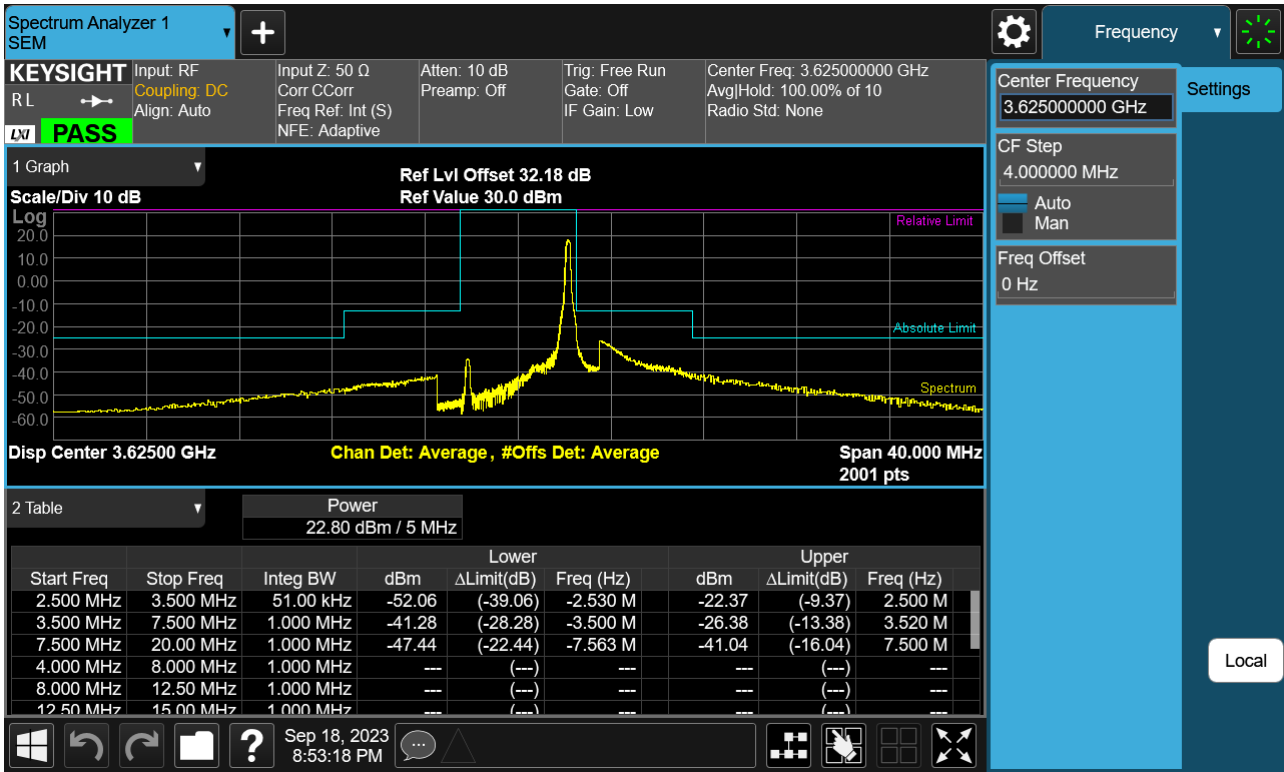 Spectrum Analyzer 1
SEM
+
Frequency
KEYSIGHT
RL
LXI PASS
Input: RF
Coupling: DC
Align: Auto
Input Z: 50 Ω
Corr CCorr
Freq Ref: Int (S)
NFE: Adaptive
Atten: 10 dB
Preamp: Off
Trig: Free Run
Gate: Off
IF Gain: Low
Center Freq: 3.625000000 GHz
Avg|Hold: 100.00% of 10
Radio Std: None
Center Frequency
3.625000000 GHz
Settings
CF Step
4.000000 MHz
Auto
Man
Freq Offset
0 Hz
Local
1 Graph
Scale/Div 10 dB
Ref Lvl Offset 32.18 dB
Ref Value 30.0 dBm
Log
20.0
10.0
0.00
-10.0
-20.0
-30.0
-40.0
-50.0
-60.0
Relative Limit
Absolute Limit
Spectrum
Disp Center 3.62500 GHz
Chan Det: Average , #Offs Det: Average
Span 40.000 MHz
2001 pts
2 Table
Power
22.80 dBm / 5 MHz
Lower Upper
Start Freq Stop Freq Integ BW dBm ΔLimit(dB) Freq (Hz) dBm ΔLimit(dB) Freq (Hz)
2.500 MHz 3.500 MHz 51.00 kHz -52.06 (-39.06) -2.530 M -22.37 (-9.37) 2.500 M
3.500 MHz 7.500 MHz 1.000 MHz -41.28 (-28.28) -3.500 M -26.38 (-13.38) 3.520 M
7.500 MHz 20.00 MHz 1.000 MHz -47.44 (-22.44) -7.563 M -41.04 (-16.04) 7.500 M
4.000 MHz 8.000 MHz 1.000 MHz --- (---) --- --- (---) ---
8.000 MHz 12.50 MHz 1.000 MHz --- (---) --- --- (---) ---
12.50 MHz 15.00 MHz 1.000 MHz --- (---) --- --- (---) ---
?
Sep 18, 2023
8:53:18 PM